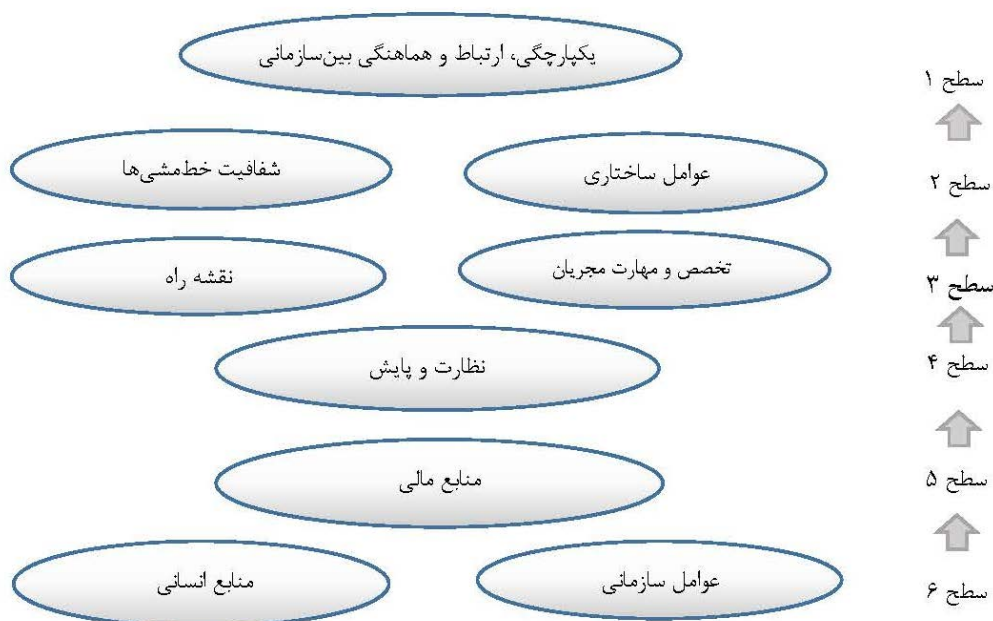 یکپارچگی، ارتباط و هماهنگی بین‌سازمانی
سطح ۱
عوامل ساختاری
شفافیت خط‌مشی‌ها
سطح ۲
تخصص و مهارت مجریان
نقشه راه
سطح ۳
نظارت و پایش
سطح ۴
منابع مالی
سطح ۵
عوامل سازمانی
منابع انسانی
سطح ۶